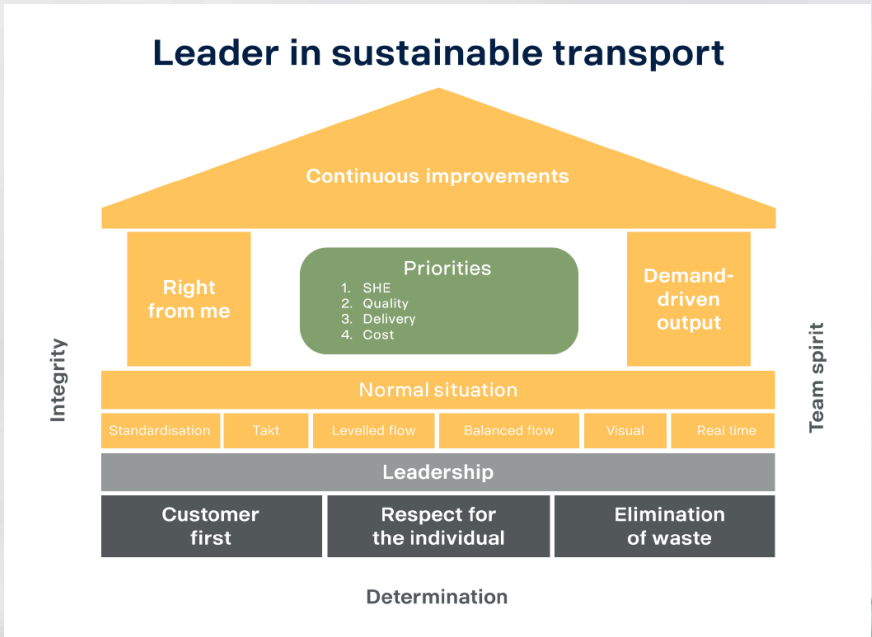 Leader in sustainable transport
Continuous improvements
Right
from me
Priorities
1. SHE
2. Quality
3. Delivery
4. Cost
Demand-
driven
output
Integrity
Team spirit
Normal situation
Standardisation
Takt
Levelled flow
Balanced flow
Visual
Real time
Leadership
Customer
first
Respect for
the individual
Elimination
of waste
Determination